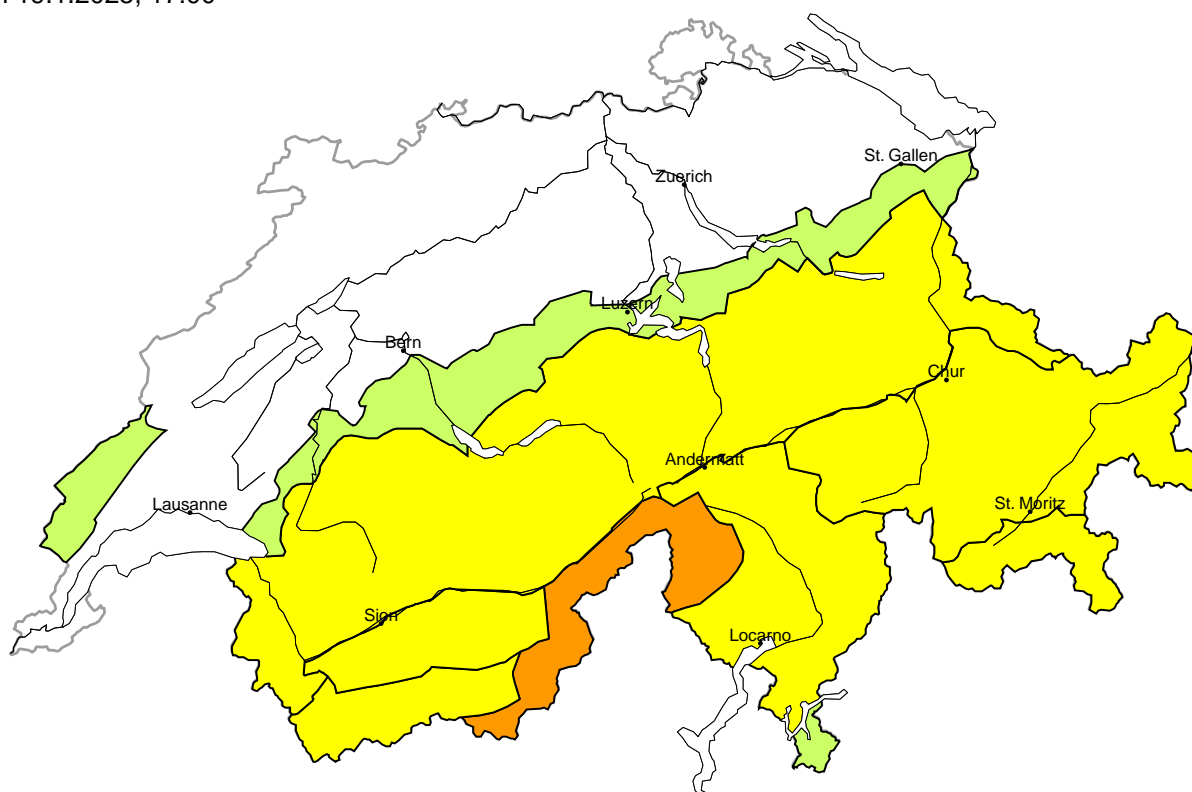 St. Gallen
Zuerich
Luzern
Bern
Chur
Andermatt
Lausanne
St. Moritz
Sion
Locarno